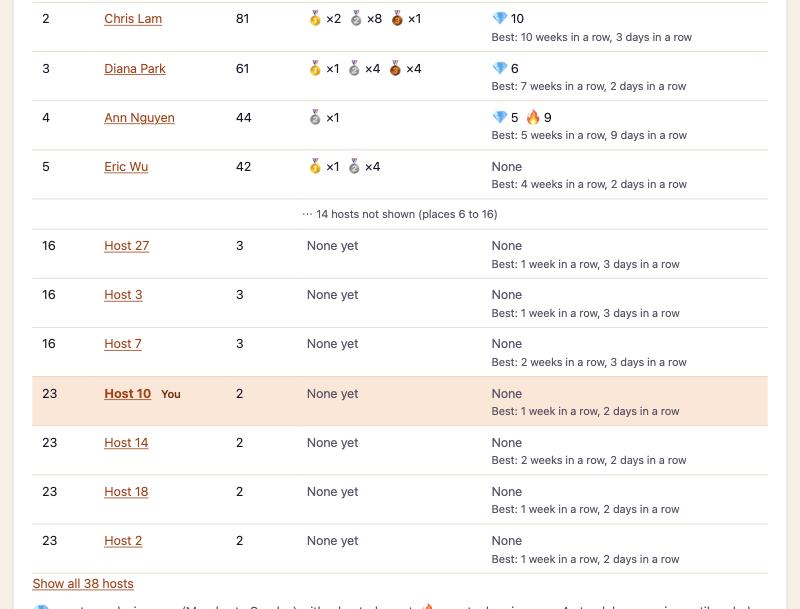 2 Chris Lam 81 🥇 ×2 🥈 ×8 🥉 ×1 💎 10
Best: 10 weeks in a row, 3 days in a row
3 Diana Park 61 🥇 ×1 🥈 ×4 🥉 ×4 💎 6
Best: 7 weeks in a row, 2 days in a row
4 Ann Nguyen 44 🥈 ×1 💎 5 🔥 9
Best: 5 weeks in a row, 9 days in a row
5 Eric Wu 42 🥇 ×1 🥈 ×4 None
Best: 4 weeks in a row, 2 days in a row
··· 14 hosts not shown (places 6 to 16)
16 Host 27 3 None yet None
Best: 1 week in a row, 3 days in a row
16 Host 3 3 None yet None
Best: 1 week in a row, 3 days in a row
16 Host 7 3 None yet None
Best: 2 weeks in a row, 3 days in a row
23 Host 10 You 2 None yet None
Best: 1 week in a row, 2 days in a row
23 Host 14 2 None yet None
Best: 2 weeks in a row, 2 days in a row
23 Host 18 2 None yet None
Best: 1 week in a row, 2 days in a row
23 Host 2 2 None yet None
Best: 1 week in a row, 2 days in a row
Show all 38 hosts